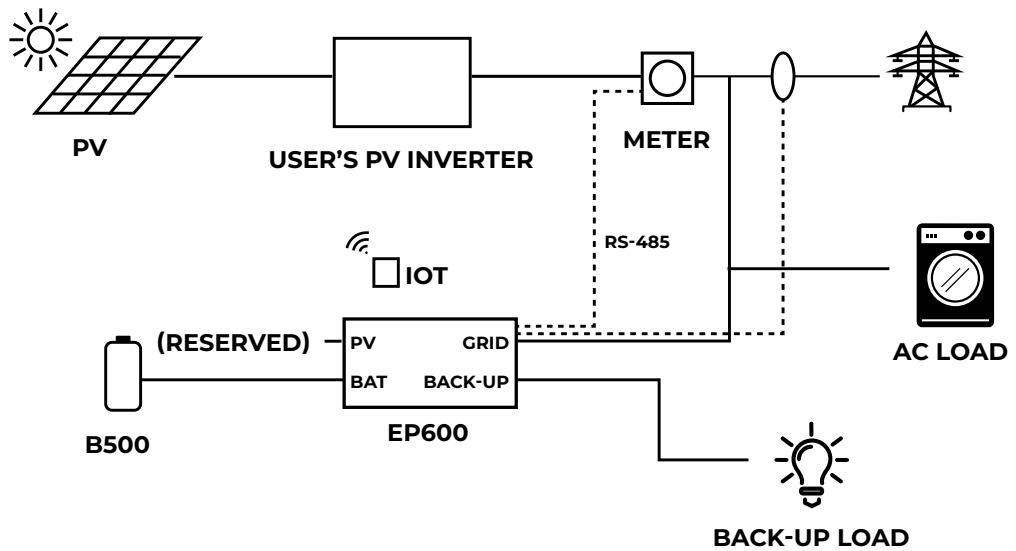 PV
USER’S PV INVERTER
METER
RS-485
IOT
(RESERVED)
PV
GRID
BAT
BACK-UP
AC LOAD
B500
EP600
BACK-UP LOAD